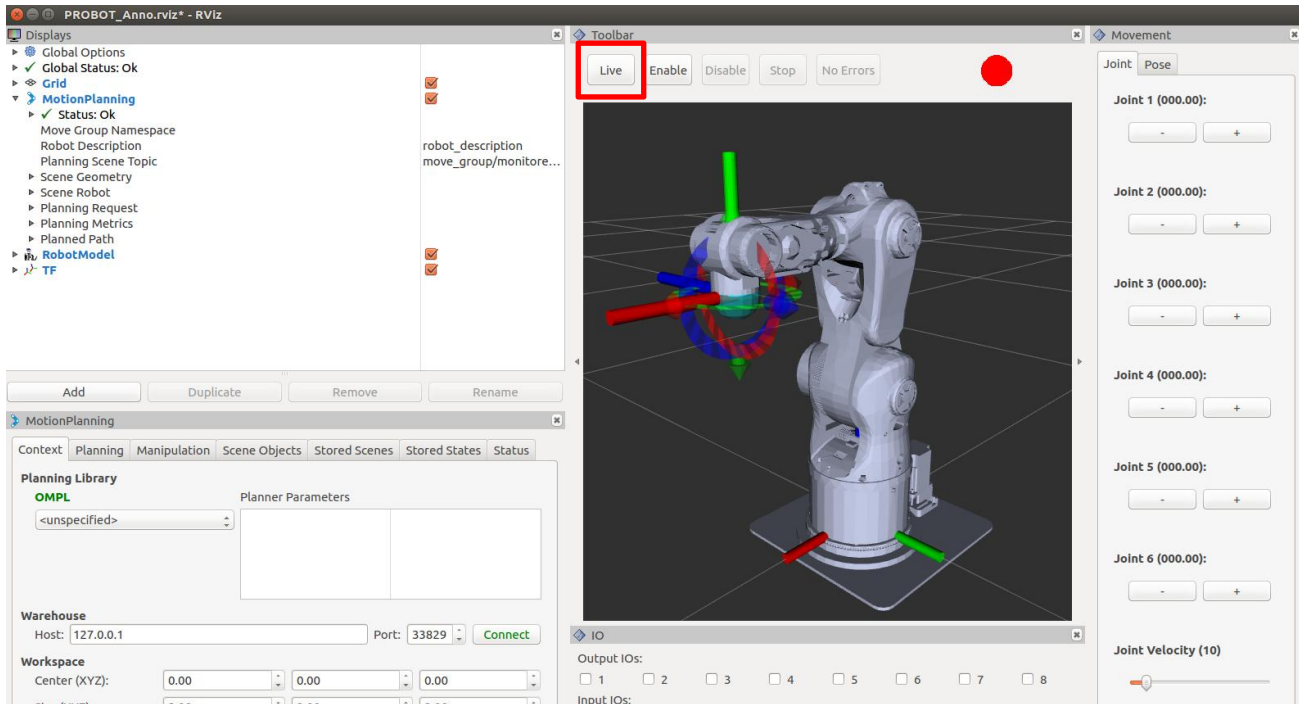 PROBOT_Anno.rviz* - RViz
Displays
Global Options
Global Status: Ok
Grid
MotionPlanning
Status: Ok
Move Group Namespace
Robot Description robot_description
Planning Scene Topic move_group/monitore...
Scene Geometry
Scene Robot
Planning Request
Planning Metrics
Planned Path
RobotModel
TF
Add Duplicate Remove Rename
MotionPlanning
Context Planning Manipulation Scene Objects Stored Scenes Stored States Status
Planning Library
OMPL Planner Parameters
<unspecified>
Warehouse
Host: 127.0.0.1 Port: 33829 Connect
Workspace
Center (XYZ): 0.00 0.00 0.00
Toolbar
Live Enable Disable Stop No Errors
IO
Output IOs:
1 2 3 4 5 6 7 8
Input IOs:
Movement
Joint Pose
Joint 1 (000.00):
- +
Joint 2 (000.00):
- +
Joint 3 (000.00):
- +
Joint 4 (000.00):
- +
Joint 5 (000.00):
- +
Joint 6 (000.00):
- +
Joint Velocity (10)